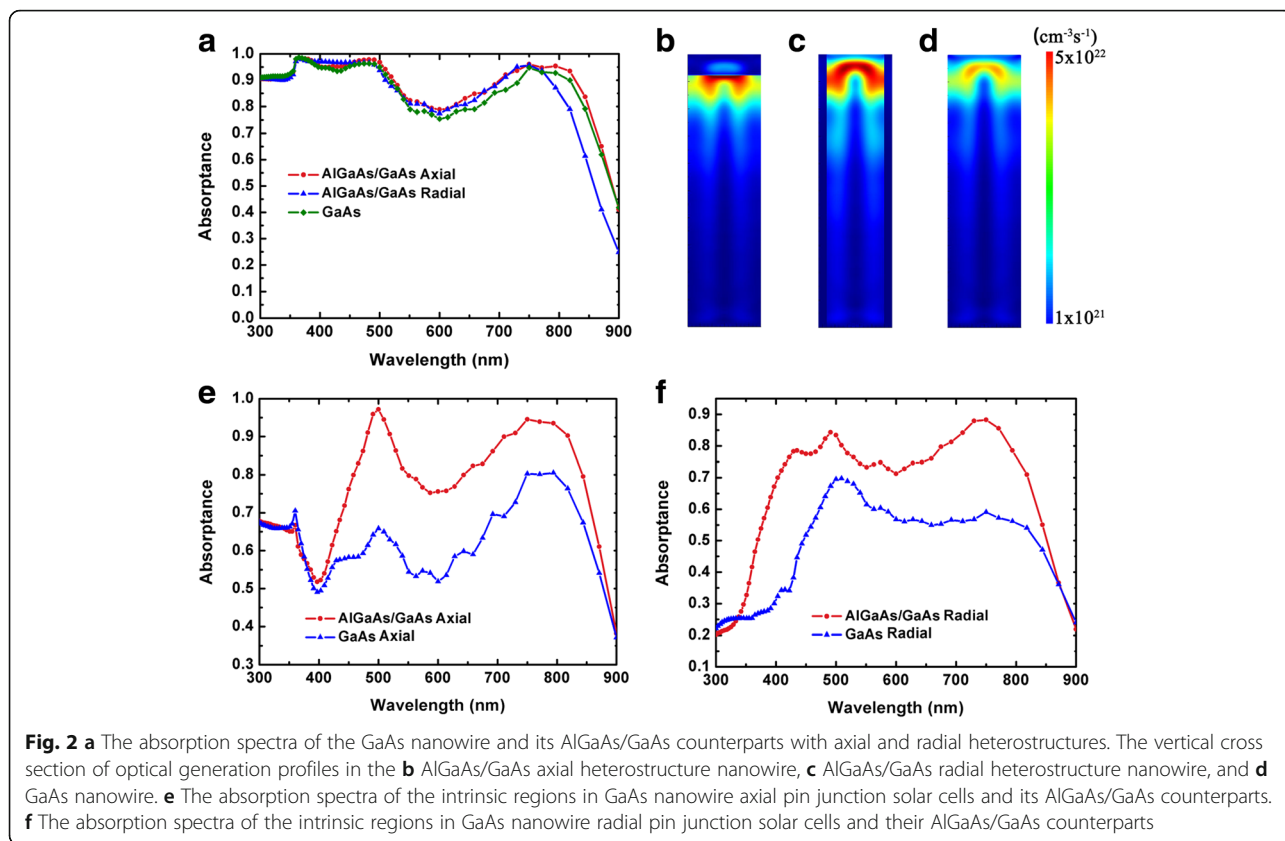 a
1.0
0.9
0.8
0.7
0.6
0.5
0.4
0.3
0.2
0.1
0.0
Absorptance
AlGaAs/GaAs Axial
AlGaAs/GaAs Radial
GaAs
300 400 500 600 700 800 900
Wavelength (nm)
b
c
d
(cm⁻³s⁻¹)
5x10²²
1x10²¹
e
1.0
0.9
0.8
0.7
0.6
0.5
0.4
0.3
Absorptance
AlGaAs/GaAs Axial
GaAs Axial
300 400 500 600 700 800 900
Wavelength (nm)
f
0.9
0.8
0.7
0.6
0.5
0.4
0.3
0.2
0.1
Absorptance
AlGaAs/GaAs Radial
GaAs Radial
300 400 500 600 700 800 900
Wavelength (nm)
Fig. 2 a The absorption spectra of the GaAs nanowire and its AlGaAs/GaAs counterparts with axial and radial heterostructures. The vertical cross
section of optical generation profiles in the b AlGaAs/GaAs axial heterostructure nanowire, c AlGaAs/GaAs radial heterostructure nanowire, and d
GaAs nanowire. e The absorption spectra of the intrinsic regions in GaAs nanowire axial pin junction solar cells and its AlGaAs/GaAs counterparts.
f The absorption spectra of the intrinsic regions in GaAs nanowire radial pin junction solar cells and their AlGaAs/GaAs counterparts